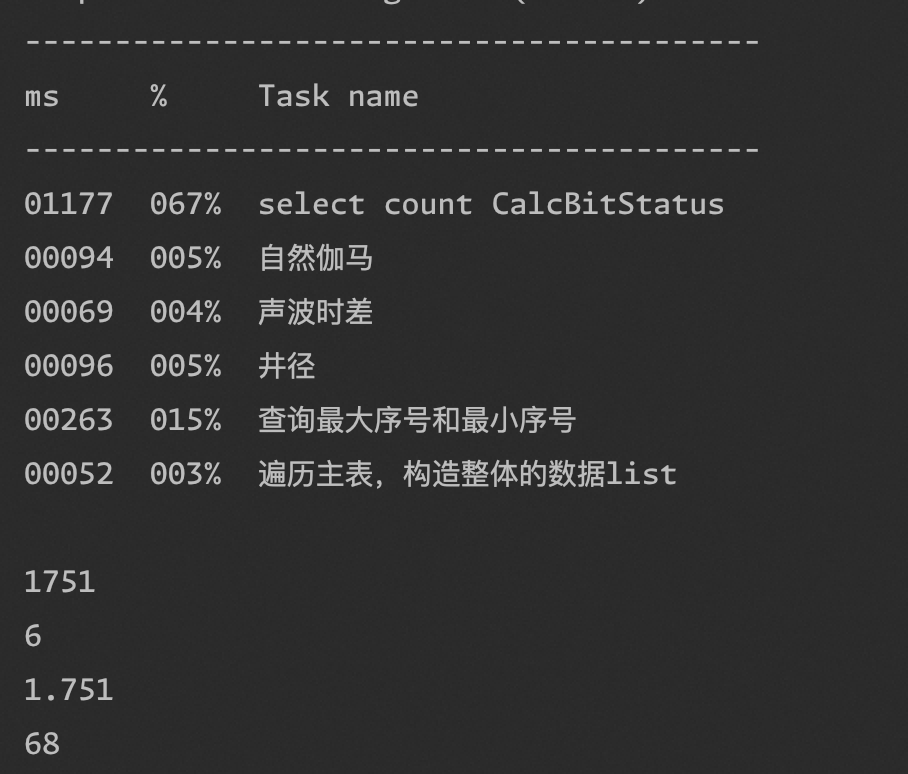 -----------------------------------------
ms     %     Task name
-----------------------------------------
01177  067%  select count CalcBitStatus
00094  005%  自然伽马
00069  004%  声波时差
00096  005%  井径
00263  015%  查询最大序号和最小序号
00052  003%  遍历主表，构造整体的数据list
1751
6
1.751
68